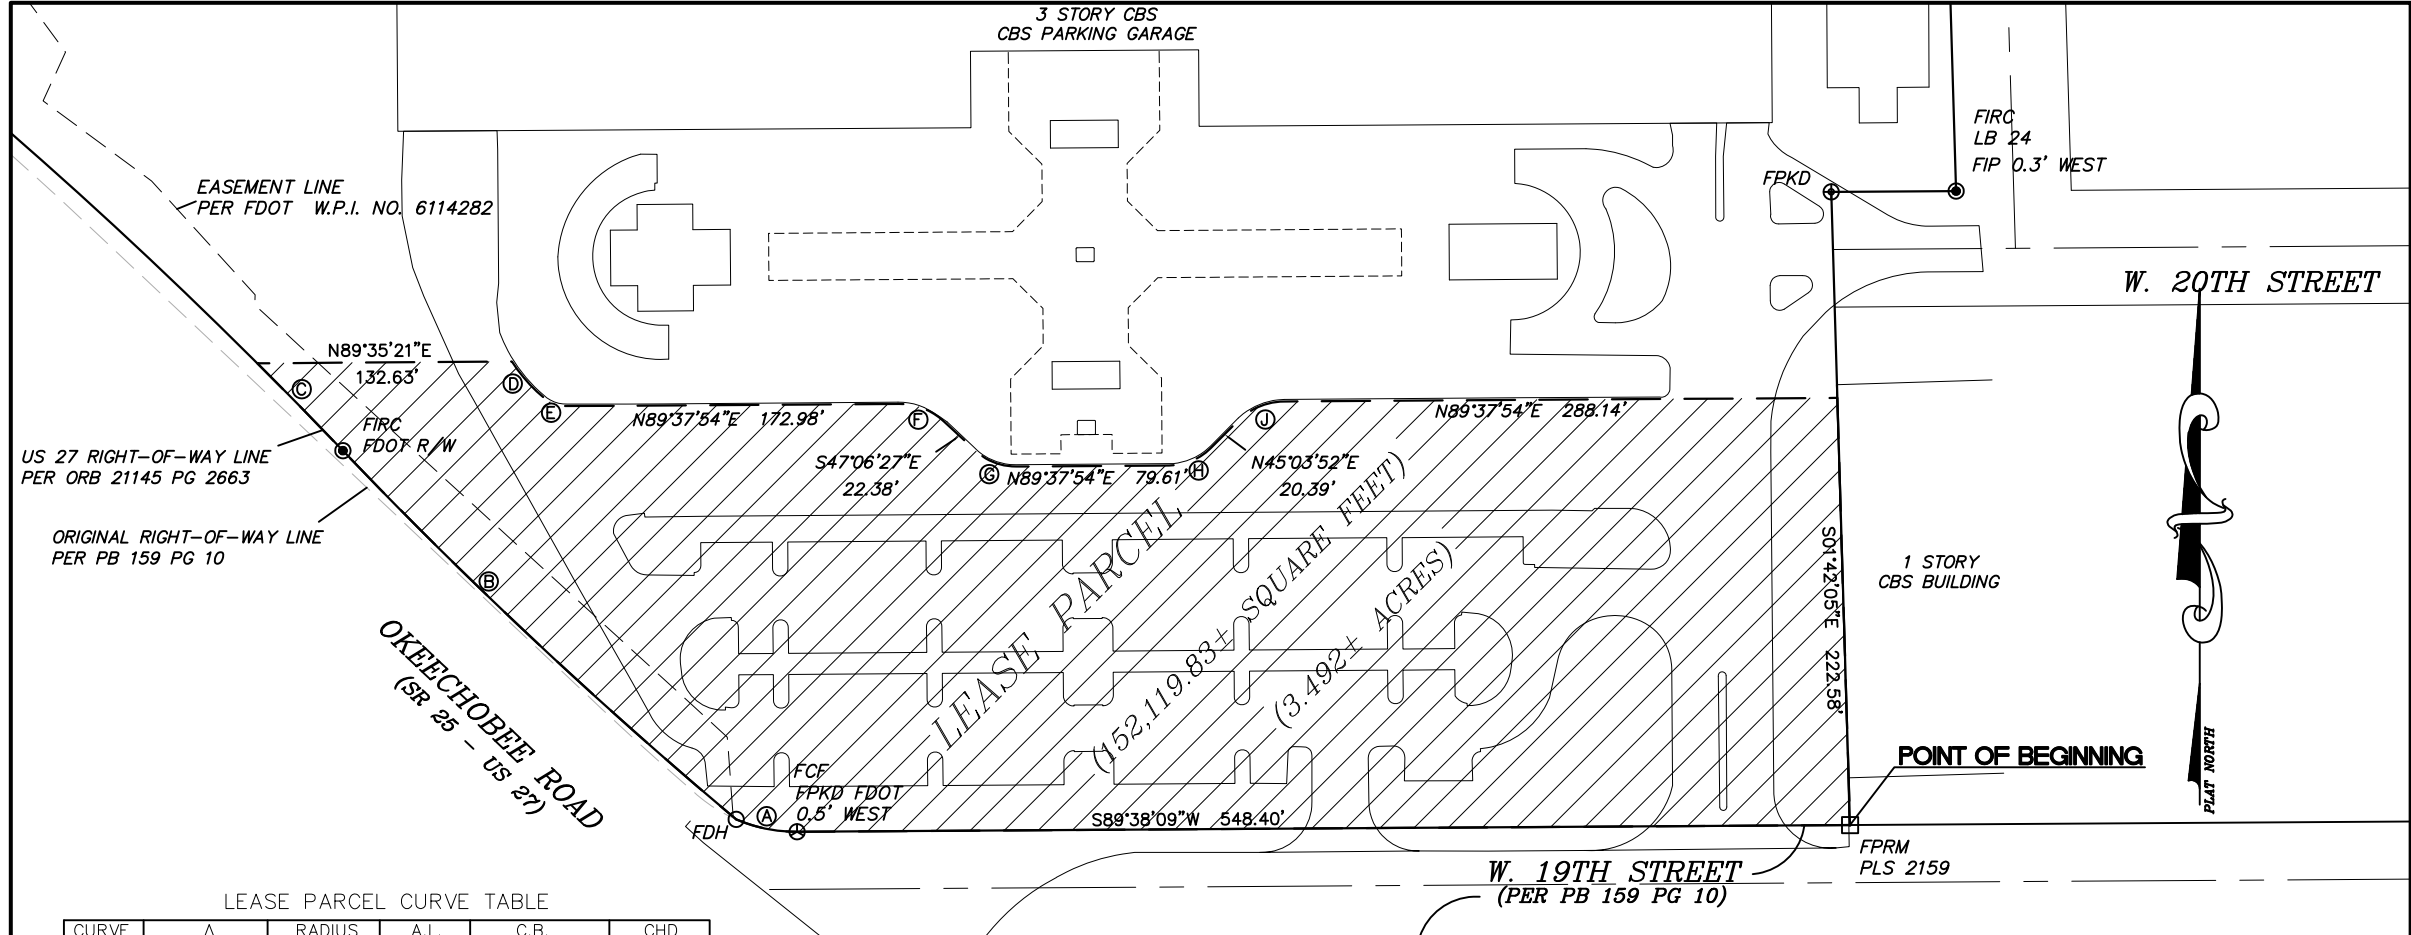 3 STORY CBS
CBS PARKING GARAGE
FIRC
LB 24
FIP 0.3' WEST
FPKD
EASEMENT LINE
PER FDOT W.P.I. NO. 6114282
W. 20TH STREET
N89°35'21"E
132.63'
C
D
E
N89°37'54"E 172.98'
F
J
N89°37'54"E 288.14'
FIRC
FDOT R/W
US 27 RIGHT-OF-WAY LINE
PER ORB 21145 PG 2663
S47°06'27"E
22.38'
G
N89°37'54"E 79.61'
H
N45°03'52"E
20.39'
ORIGINAL RIGHT-OF-WAY LINE
PER PB 159 PG 10
B
LEASE PARCEL
(152,119.83± SQUARE FEET)
(3.492± ACRES)
S01°42'05"E 222.58'
1 STORY
CBS BUILDING
OKEECHOBEE ROAD
(SR 25 - US 27)
POINT OF BEGINNING
PLAT NORTH
FCF
FPKD FDOT
0.5' WEST
A
FDH
S89°38'09"W 548.40'
FPRM
PLS 2159
W. 19TH STREET
(PER PB 159 PG 10)
LEASE PARCEL CURVE TABLE
CURVE Δ RADIUS A.L. C.B. CHD